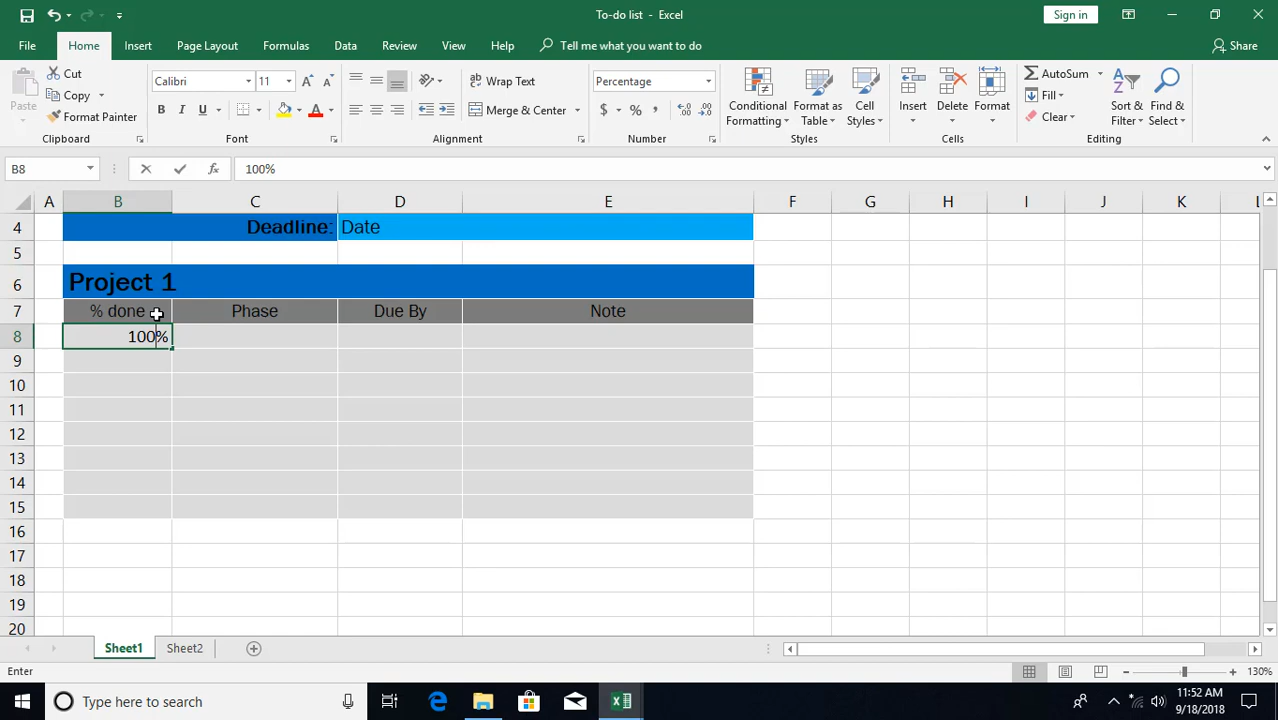 To-do list - Excel
Sign in
File Home Insert Page Layout Formulas Data Review View Help Tell me what you want to do Share
Paste
Cut
Copy
Format Painter
Clipboard
Calibri 11
B I U A
Font
Wrap Text
Merge & Center
Alignment
Percentage
$ % ,
Number
Conditional Formatting
Format as Table
Cell Styles
Styles
Insert
Delete
Format
Cells
AutoSum
Fill
Clear
Sort & Filter
Find & Select
Editing
B8 fx 100%
A B C D E F G H I J K L
4 Deadline: Date
5
6 Project 1
7 % done Phase Due By Note
8 100%
9
10
11
12
13
14
15
16
17
18
19
20
Sheet1 Sheet2
Enter 130%
Type here to search
11:52 AM
9/18/2018